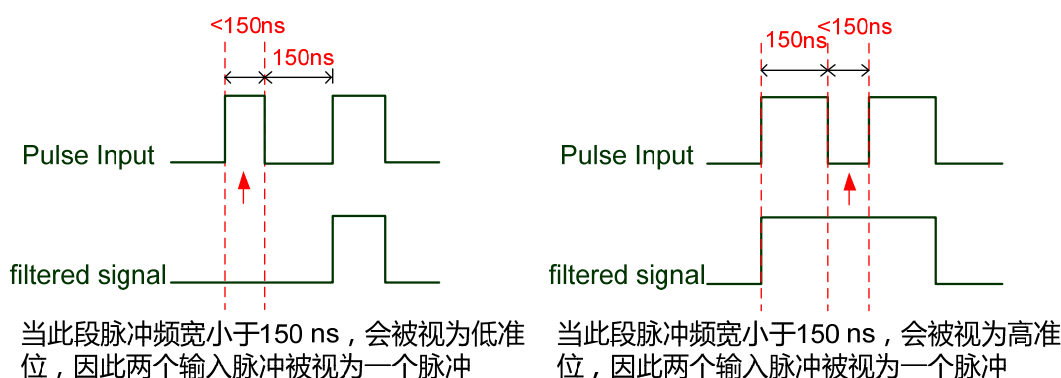 <150ns
150ns
Pulse Input
filtered signal
当此段脉冲频宽小于150 ns，会被视为低准
位，因此两个输入脉冲被视为一个脉冲
<150ns
150ns
Pulse Input
filtered signal
当此段脉冲频宽小于150 ns，会被视为高准
位，因此两个输入脉冲被视为一个脉冲